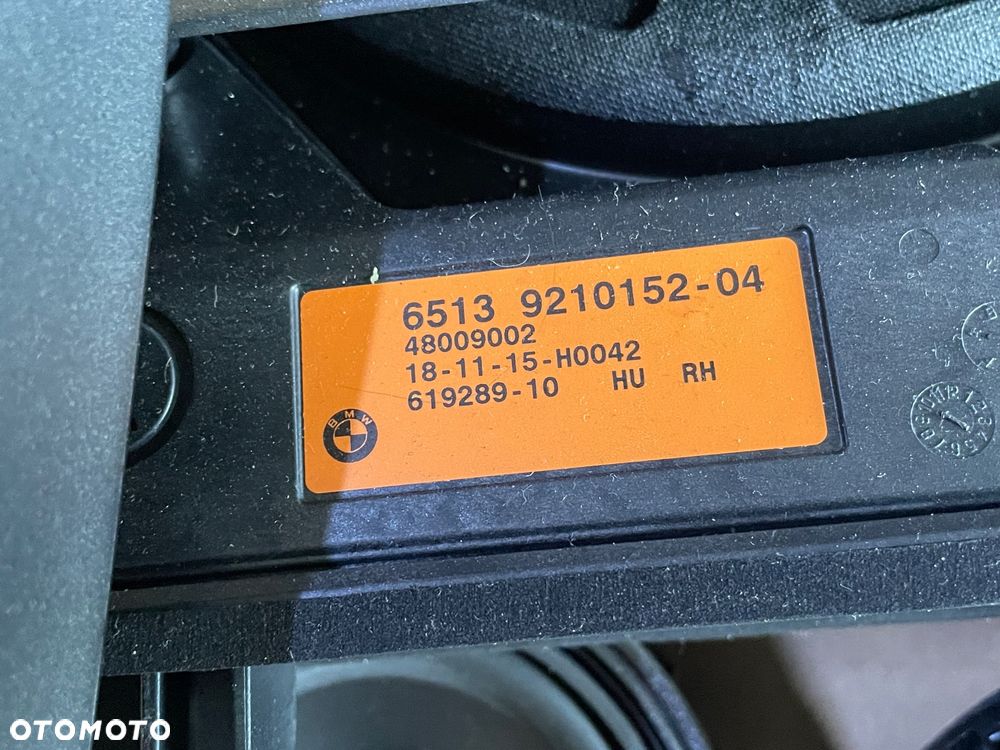 6513 9210152-04
48009002
18-11-15-H0042
619289-10 HU RH
BMW
OTOMOTO